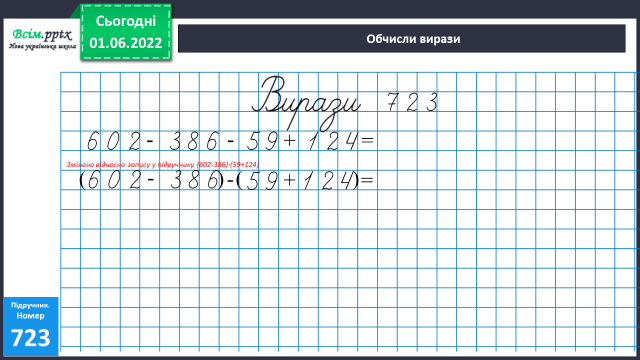 Всім.pptx
Нова українська школа
Сьогодні
01.06.2022
Обчисли вирази
Вирази 723
602- 386-59+124=
Змінено відносно запису у підручнику (602-386)-(59+124)
(602- 386)-(59+124)=
Підручник.
Номер
723